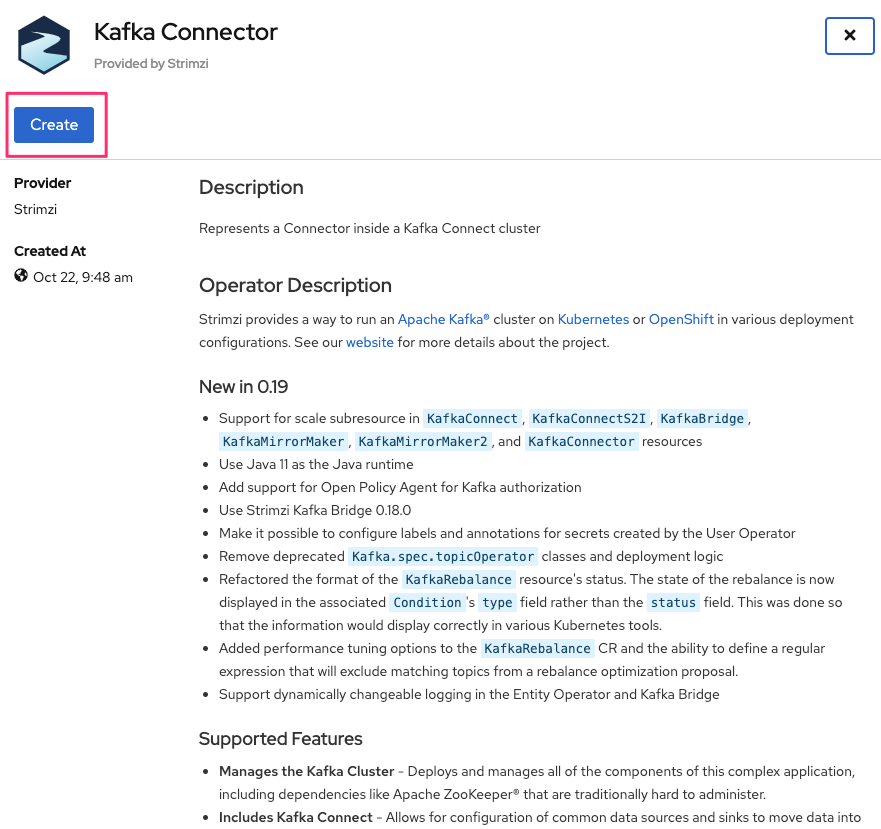 Kafka Connector
Provided by Strimzi
Create
Provider
Strimzi
Created At
Oct 22, 9:48 am
Description
Represents a Connector inside a Kafka Connect cluster
Operator Description
Strimzi provides a way to run an Apache Kafka® cluster on Kubernetes or OpenShift in various deployment
configurations. See our website for more details about the project.
New in 0.19
• Support for scale subresource in KafkaConnect, KafkaConnectS2I, KafkaBridge,
KafkaMirrorMaker, KafkaMirrorMaker2, and KafkaConnector resources
• Use Java 11 as the Java runtime
• Add support for Open Policy Agent for Kafka authorization
• Use Strimzi Kafka Bridge 0.18.0
• Make it possible to configure labels and annotations for secrets created by the User Operator
• Remove deprecated Kafka.spec.topicOperator classes and deployment logic
• Refactored the format of the KafkaRebalance resource's status. The state of the rebalance is now
displayed in the associated Condition's type field rather than the status field. This was done so
that the information would display correctly in various Kubernetes tools.
• Added performance tuning options to the KafkaRebalance CR and the ability to define a regular
expression that will exclude matching topics from a rebalance optimization proposal.
• Support dynamically changeable logging in the Entity Operator and Kafka Bridge
Supported Features
• Manages the Kafka Cluster - Deploys and manages all of the components of this complex application,
including dependencies like Apache ZooKeeper® that are traditionally hard to administer.
• Includes Kafka Connect - Allows for configuration of common data sources and sinks to move data into